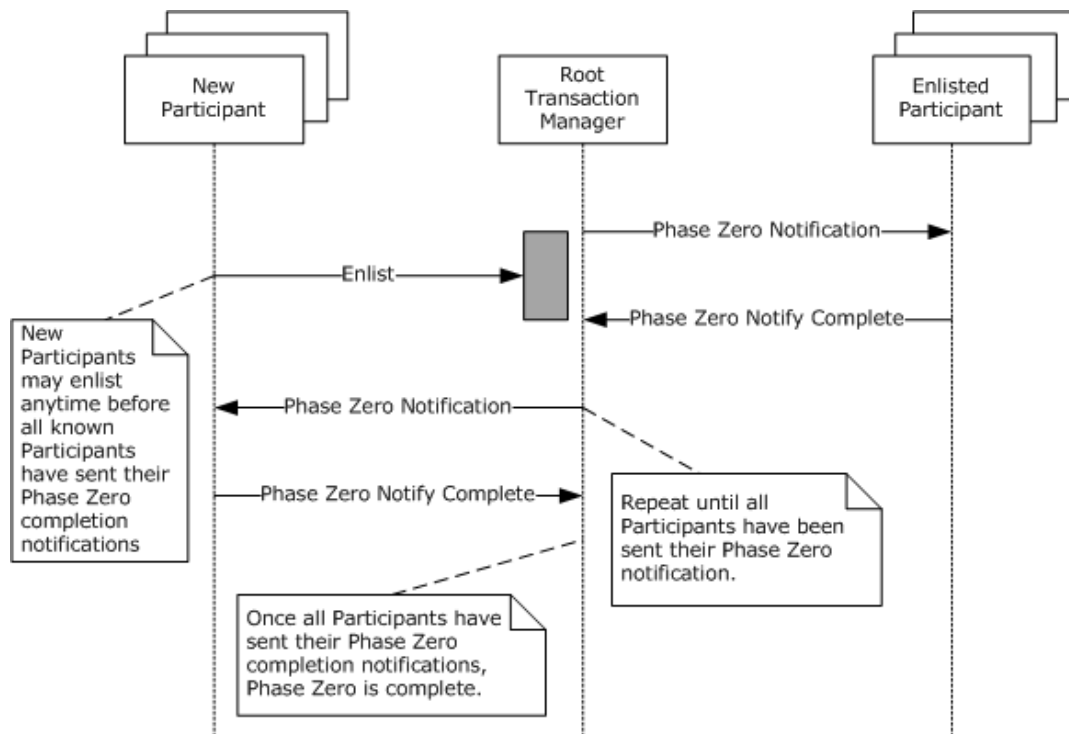 New
Participant
Root
Transaction
Manager
Enlisted
Participant
Phase Zero Notification
Enlist
Phase Zero Notify Complete
New
Participants
may enlist
anytime before
all known
Participants
have sent their
Phase Zero
completion
notifications
Phase Zero Notification
Phase Zero Notify Complete
Repeat until all
Participants have been
sent their Phase Zero
notification.
Once all Participants have
sent their Phase Zero
completion notifications,
Phase Zero is complete.